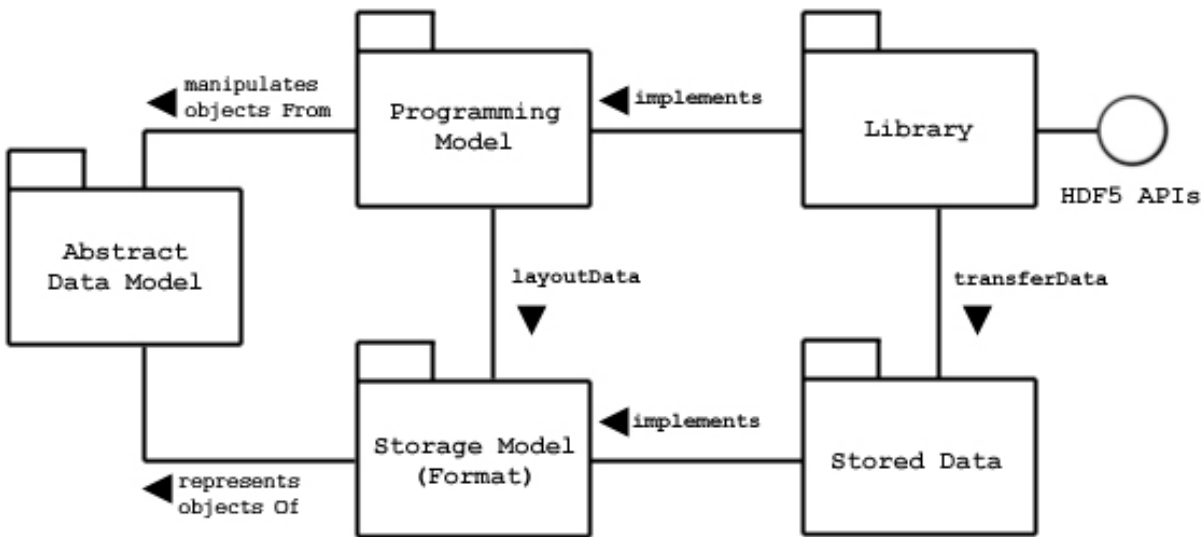 manipulates
objects From
Programming
Model
implements
Library
HDF5 APIs
Abstract
Data Model
layoutData
transferData
Storage Model
(Format)
implements
Stored Data
represents
objects Of